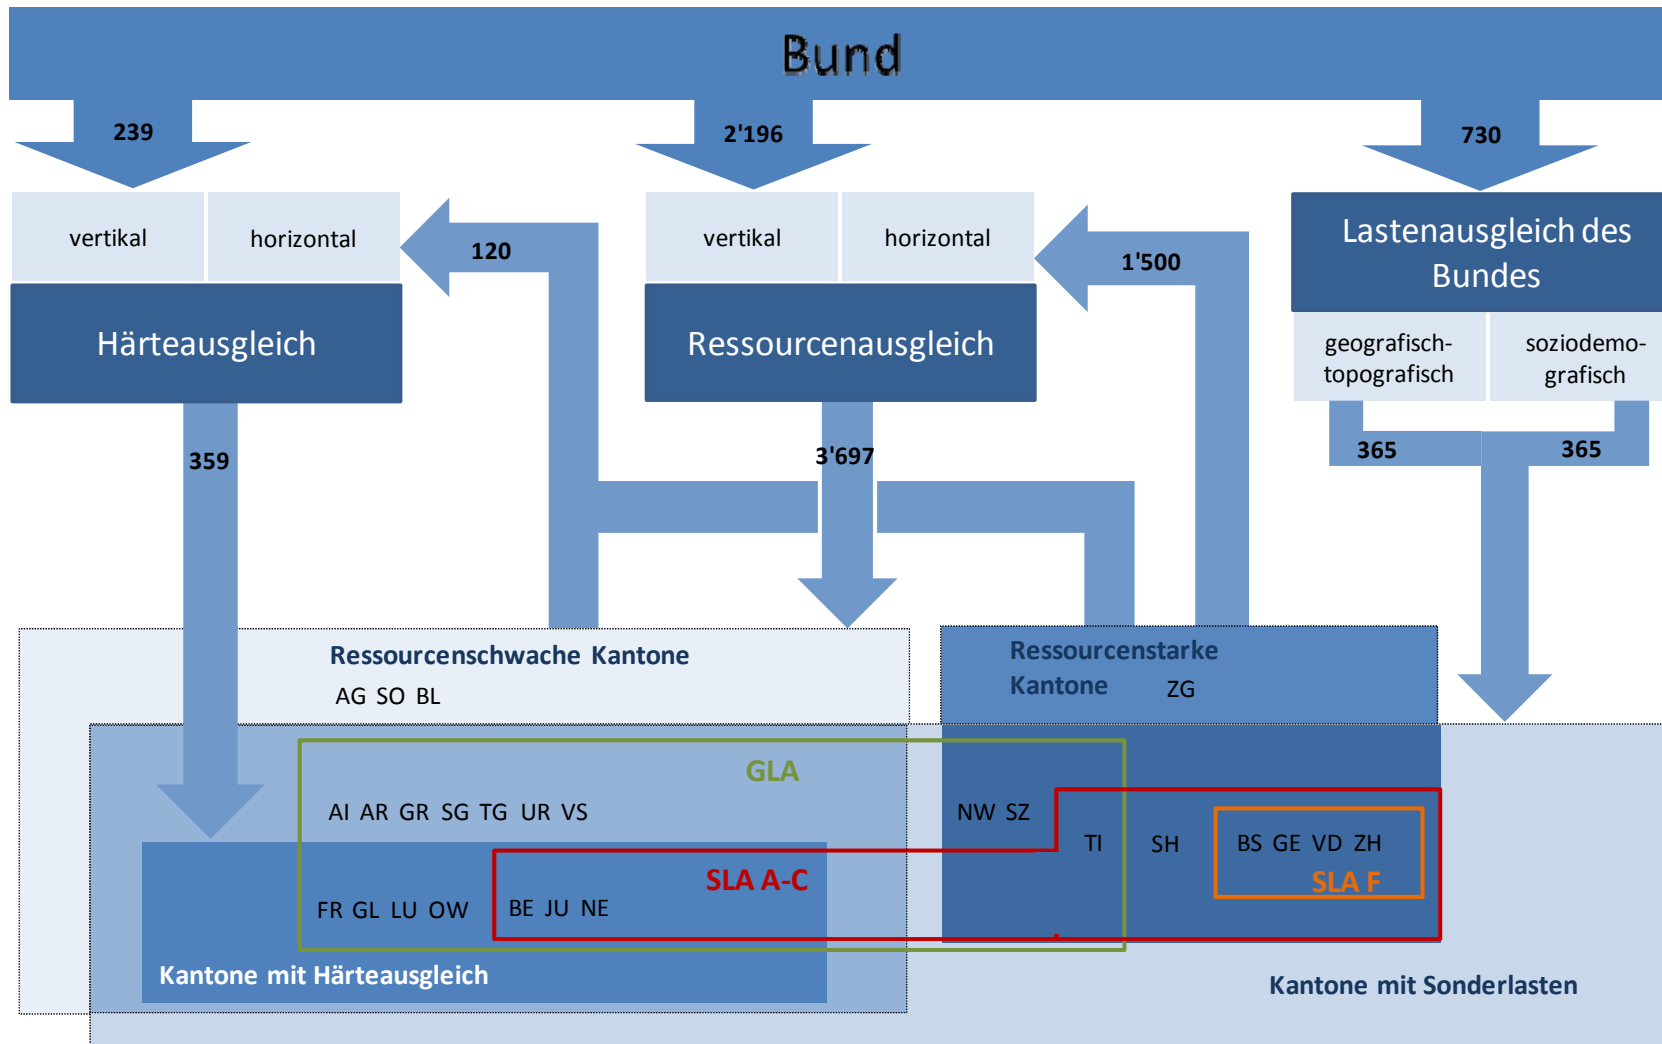 Bund
239
2'196
730
vertikal
horizontal
120
vertikal
horizontal
1'500
Lastenausgleich des
Bundes
Härteausgleich
Ressourcenausgleich
geografisch-
topografisch
soziodemo-
grafisch
359
3'697
365
365
Ressourcenschwache Kantone
AG SO BL
Ressourcenstarke
Kantone
ZG
GLA
AI AR GR SG TG UR VS
NW SZ
TI
SH
BS GE VD ZH
SLA A-C
SLA F
FR GL LU OW
BE JU NE
Kantone mit Härteausgleich
Kantone mit Sonderlasten